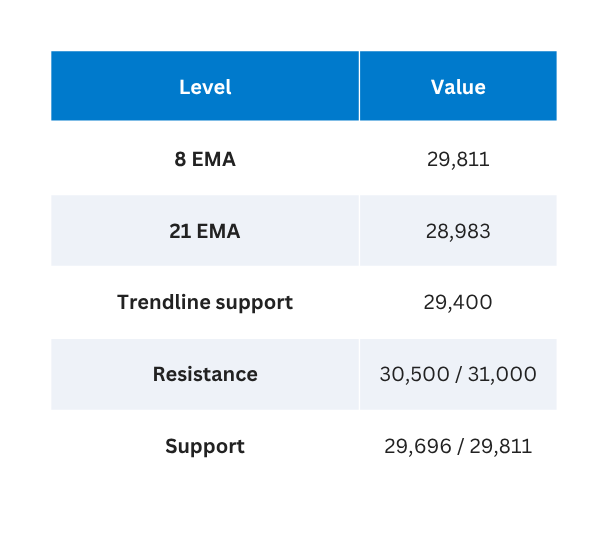 Level Value
8 EMA 29,811
21 EMA 28,983
Trendline support 29,400
Resistance 30,500 / 31,000
Support 29,696 / 29,811